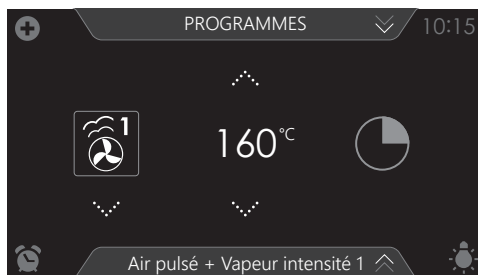 PROGRAMMES
10:15
1
160°C
Air pulsé + Vapeur intensité 1